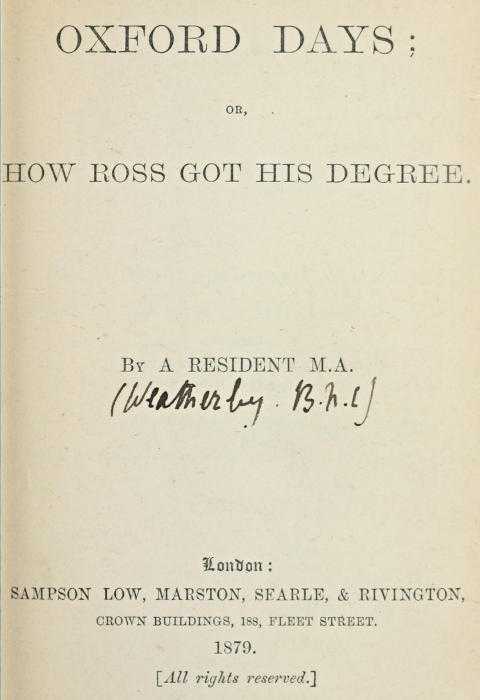 OXFORD DAYS;
OR,
HOW ROSS GOT HIS DEGREE.
BY A RESIDENT M.A.
(Weatherby. B.N.C)
London:
SAMPSON LOW, MARSTON, SEARLE, & RIVINGTON,
CROWN BUILDINGS, 188, FLEET STREET.
1879.
[All rights reserved.]